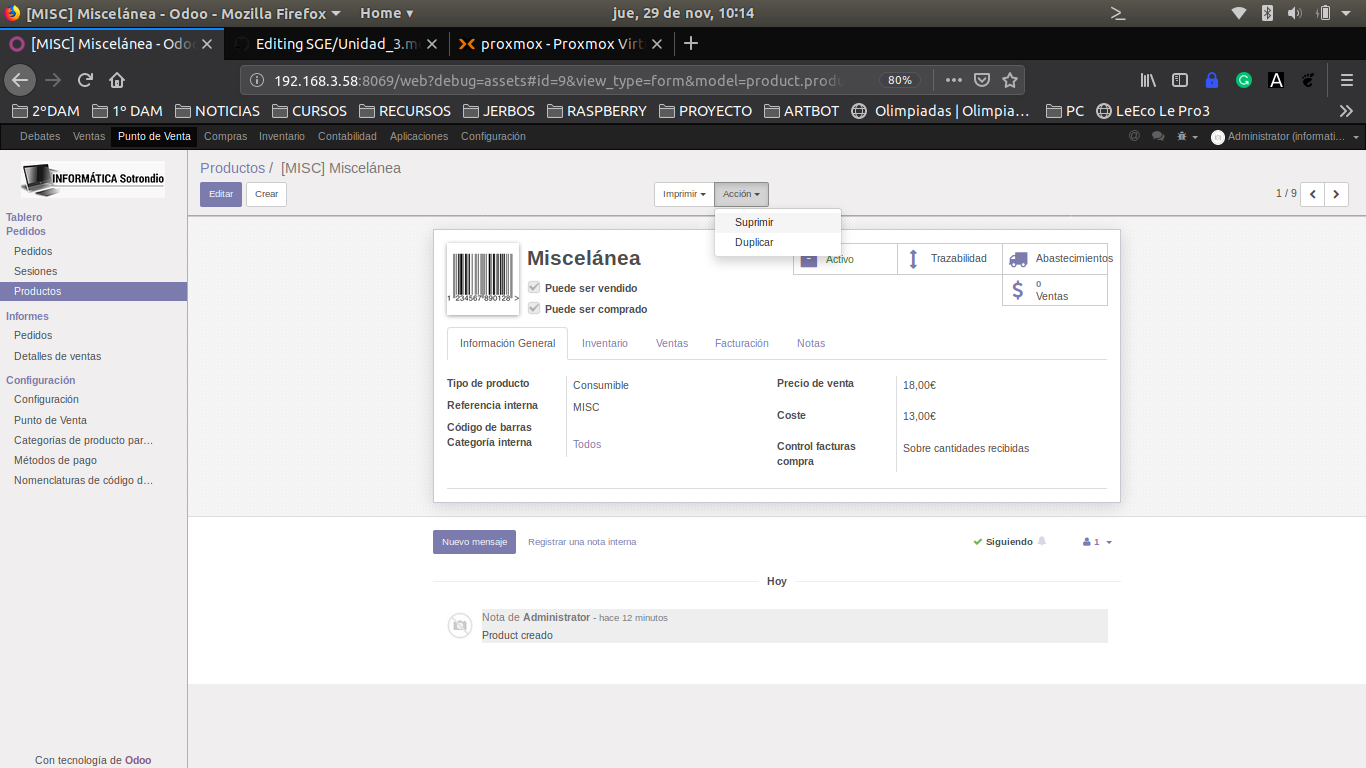 [MISC] Miscelánea - Odoo - Mozilla Firefox ▾ Home ▾ jue, 29 de nov, 10:14
[MISC] Miscelánea - Odo Editing SGE/Unidad_3.m proxmox - Proxmox Virt
192.168.3.58:8069/web?debug=assets#id=9&view_type=form&model=product.produ 80%
2ºDAM 1º DAM NOTICIAS CURSOS RECURSOS JERBOS RASPBERRY PROYECTO ARTBOT Olimpiadas | Olimpia… PC LeEco Le Pro3
Debates Ventas Punto de Venta Compras Inventario Contabilidad Aplicaciones Configuración Administrator (informati…
INFORMÁTICA Sotrondio
Tablero
Pedidos
Pedidos
Sesiones
Productos
Informes
Pedidos
Detalles de ventas
Configuración
Configuración
Punto de Venta
Categorías de producto par…
Métodos de pago
Nomenclaturas de código d…
Con tecnología de Odoo
Productos / [MISC] Miscelánea
Editar Crear Imprimir Acción 1 / 9
Suprimir
Duplicar
1 234567 890128 >
Miscelánea
Puede ser vendido
Puede ser comprado
Activo Trazabilidad Abastecimientos
0
Ventas
Información General Inventario Ventas Facturación Notas
Tipo de producto Consumible
Referencia interna MISC
Código de barras
Categoría interna Todos
Precio de venta 18,00€
Coste 13,00€
Control facturas Sobre cantidades recibidas
compra
Nuevo mensaje Registrar una nota interna Siguiendo 1
Hoy
Nota de Administrator - hace 12 minutos
Product creado